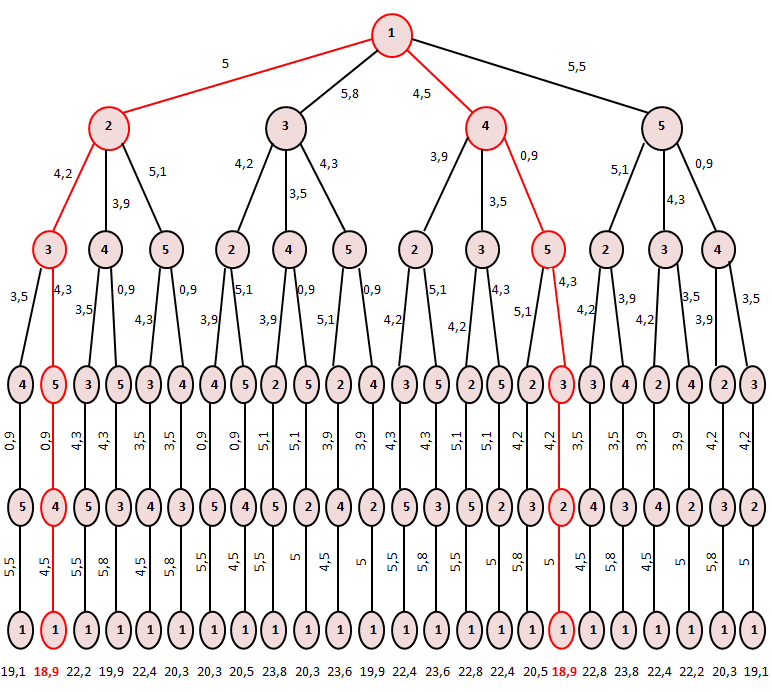 1
5 5,8 4,5 5,5
2 3 4 5
4,2 3,9 5,1 4,2 3,5 4,3 3,9 3,5 0,9 5,1 4,3 0,9
3 4 5 2 4 5 2 3 5 2 3 4
3,5 4,3 3,5 0,9 4,3 0,9 3,9 5,1 3,9 0,9 5,1 0,9 4,2 5,1 4,2 4,3 5,1 4,3 4,2 3,9 4,2 3,5 3,9 3,5
4 5 3 5 3 4 4 5 2 5 2 4 3 5 2 5 2 3 3 4 2 4 2 3
0,9 0,9 4,3 4,3 3,5 3,5 0,9 0,9 5,1 5,1 3,9 3,9 4,3 4,3 5,1 5,1 4,2 4,2 3,5 3,5 3,9 3,9 4,2 4,2
5 4 5 3 4 3 5 4 5 2 4 2 5 3 5 2 3 2 4 3 4 2 3 2
5,5 4,5 5,5 5,8 4,5 5,8 5,5 4,5 5,5 5 4,5 5 5,5 5,8 5,5 5 5,8 5 4,5 5,8 4,5 5 5,8 5
1 1 1 1 1 1 1 1 1 1 1 1 1 1 1 1 1 1 1 1 1 1 1 1
19,1 18,9 22,2 19,9 22,4 20,3 20,3 20,5 23,8 20,3 23,6 19,9 22,4 23,6 22,8 22,4 20,5 18,9 22,8 23,8 22,4 22,2 20,3 19,1